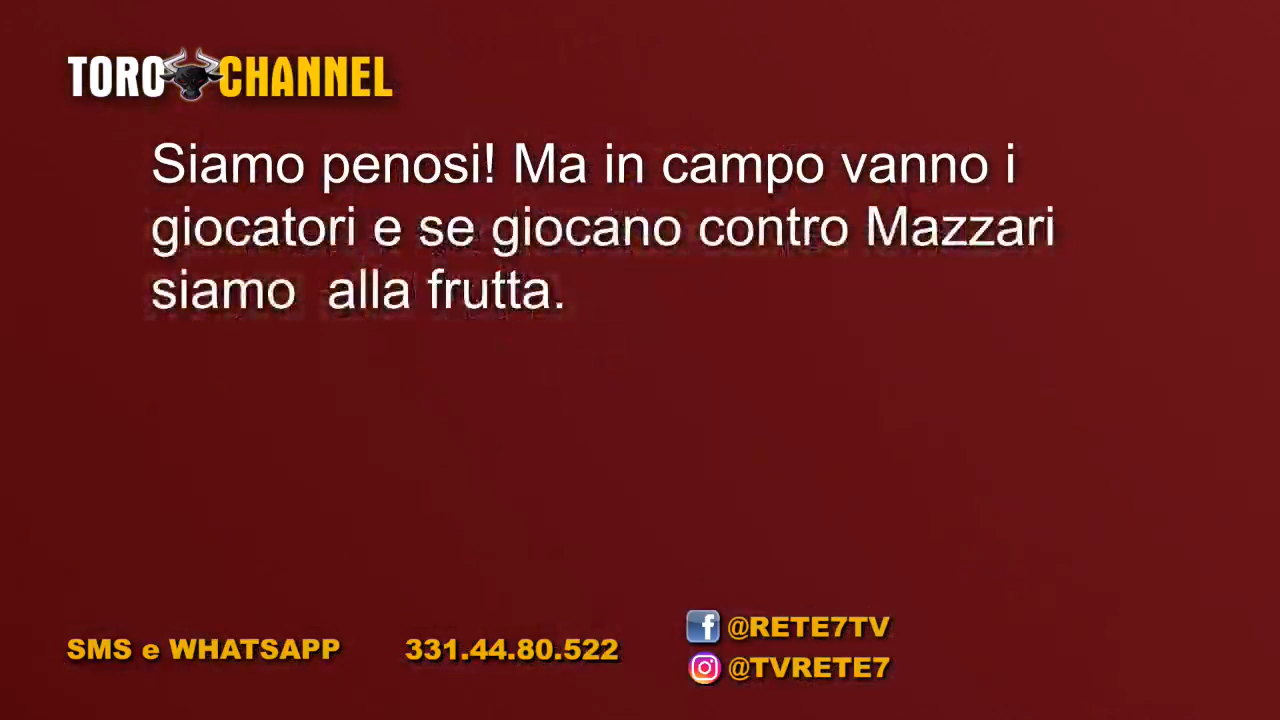 TORO CHANNEL
Siamo penosi! Ma in campo vanno i
giocatori e se giocano contro Mazzari
siamo  alla frutta.
SMS e WHATSAPP 331.44.80.522
@RETE7TV
@TVRETE7